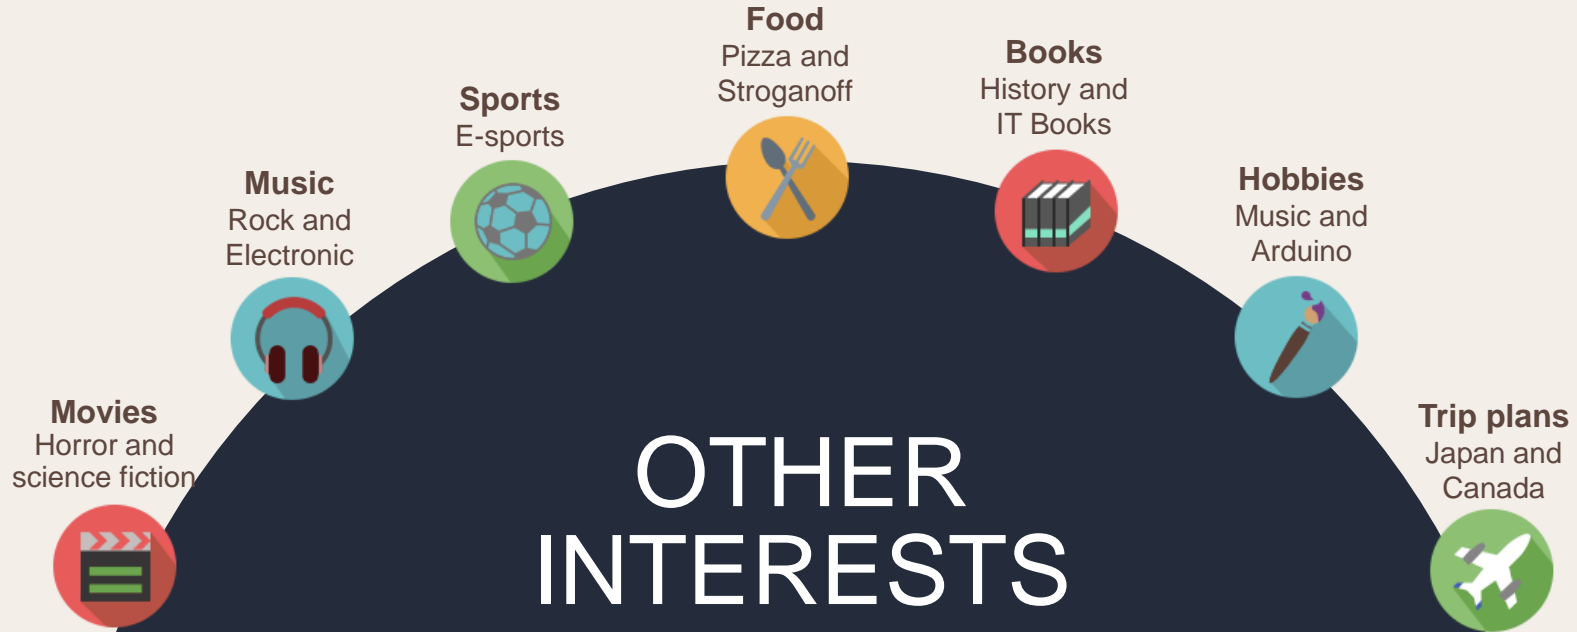 Food
Pizza and
Stroganoff
Books
History and
IT Books
Sports
E-sports
Music
Rock and
Electronic
Hobbies
Music and
Arduino
Movies
Horror and
science fiction
Trip plans
Japan and
Canada
OTHER
INTERESTS